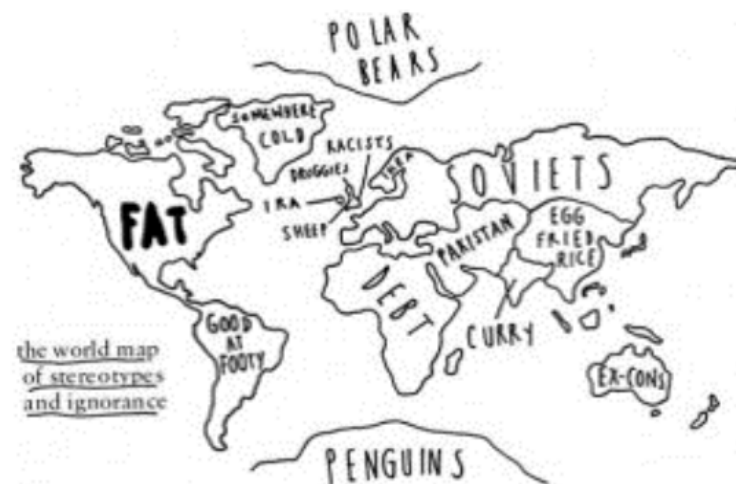 POLAR
BEARS
SOMEWHERE
COLD
RACISTS
DRUGGIES
IKEA
SOVIETS
IRA
FAT
SHEEP
PAKISTAN
EGG
FRIED
RICE
DEBT
CURRY
GOOD
AT
FOOTY
the world map
of stereotypes
and ignorance
EX-CONS
PENGUINS